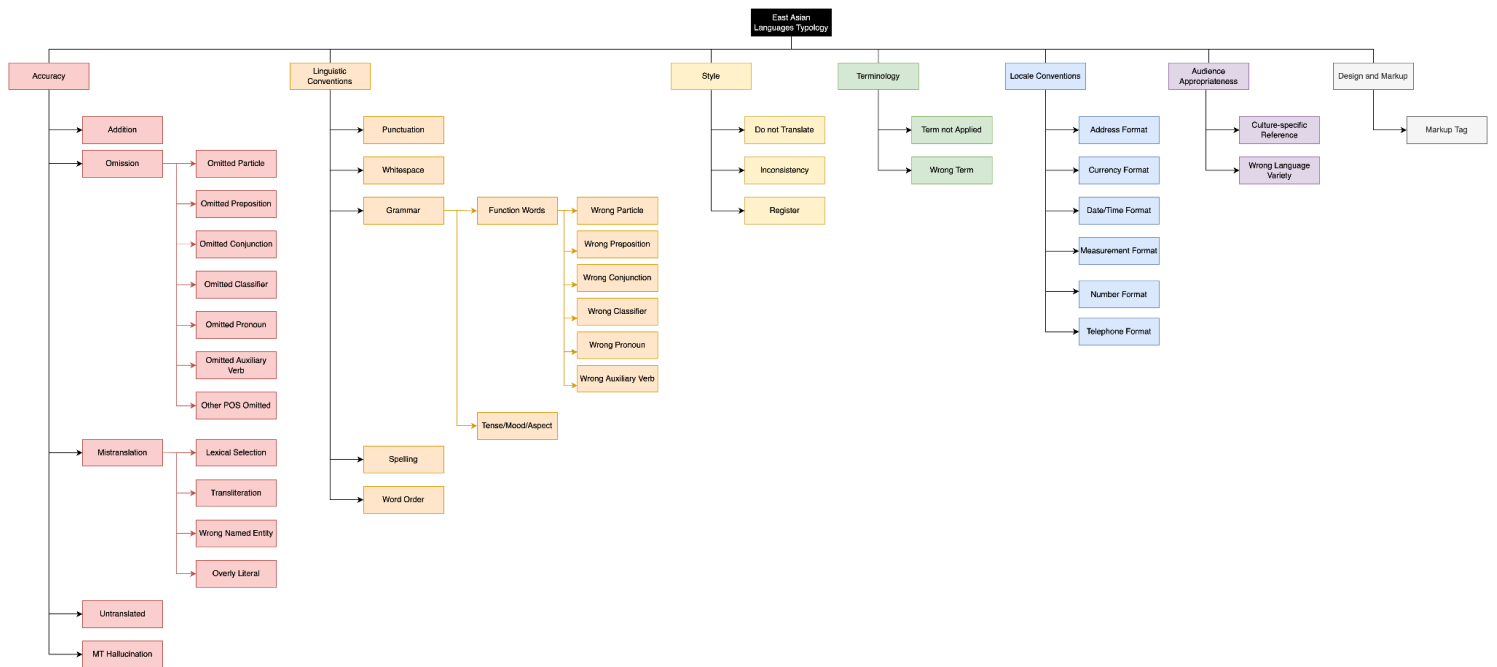 East Asian
Languages Typology
Accuracy
Linguistic
Conventions
Style
Terminology
Locale Conventions
Audience
Appropriateness
Design and Markup
Addition
Omission
Omitted Particle
Omitted Preposition
Omitted Conjunction
Omitted Classifier
Omitted Pronoun
Omitted Auxiliary
Verb
Other POS Omitted
Mistranslation
Lexical Selection
Transliteration
Wrong Named Entity
Overly Literal
Untranslated
MT Hallucination
Punctuation
Whitespace
Grammar
Function Words
Wrong Particle
Wrong Preposition
Wrong Conjunction
Wrong Classifier
Wrong Pronoun
Wrong Auxiliary Verb
Tense/Mood/Aspect
Spelling
Word Order
Do not Translate
Inconsistency
Register
Term not Applied
Wrong Term
Address Format
Currency Format
Date/Time Format
Measurement Format
Number Format
Telephone Format
Culture-specific
Reference
Wrong Language
Variety
Markup Tag